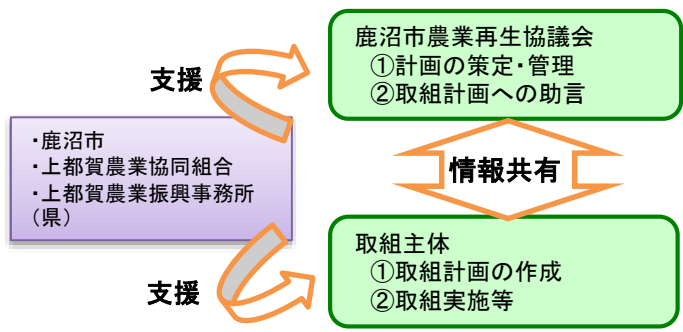 鹿沼市農業再生協議会
①計画の策定・管理
②取組計画への助言
支援
・鹿沼市
・上都賀農業協同組合
・上都賀農業振興事務所
（県）
情報共有
取組主体
①取組計画の作成
②取組実施等
支援